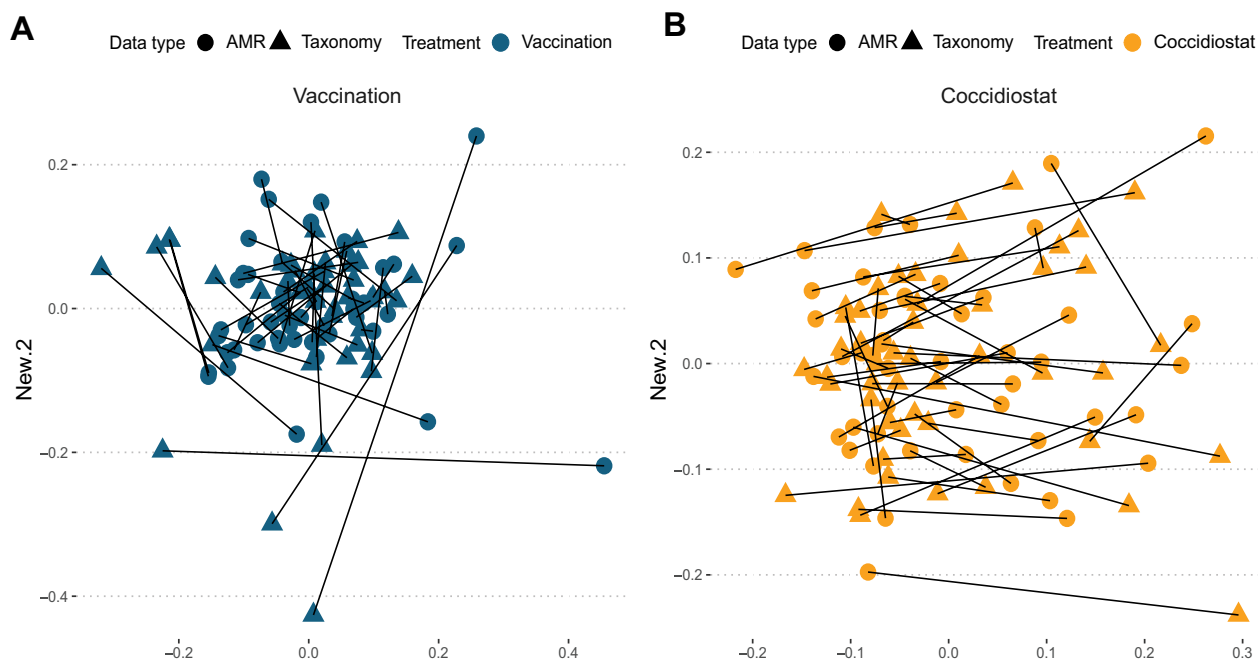 A
Data type AMR Taxonomy Treatment Vaccination
Vaccination
New.2
0.2
0.0
−0.2
−0.4
−0.2 0.0 0.2 0.4
B
Data type AMR Taxonomy Treatment Coccidiostat
Coccidiostat
New.2
0.2
0.1
0.0
−0.1
−0.2
−0.2 −0.1 0.0 0.1 0.2 0.3